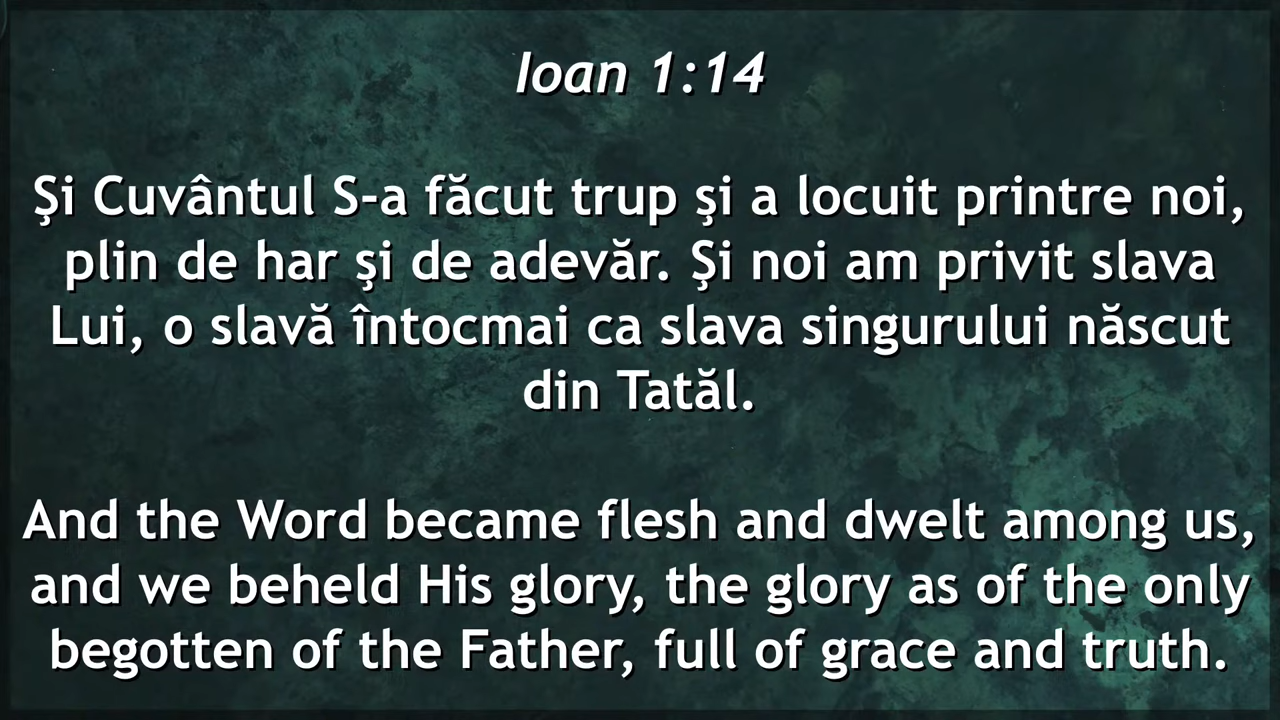 Ioan 1:14
Şi Cuvântul S-a făcut trup şi a locuit printre noi,
plin de har şi de adevăr. Şi noi am privit slava
Lui, o slavă întocmai ca slava singurului născut
din Tatăl.
And the Word became flesh and dwelt among us,
and we beheld His glory, the glory as of the only
begotten of the Father, full of grace and truth.